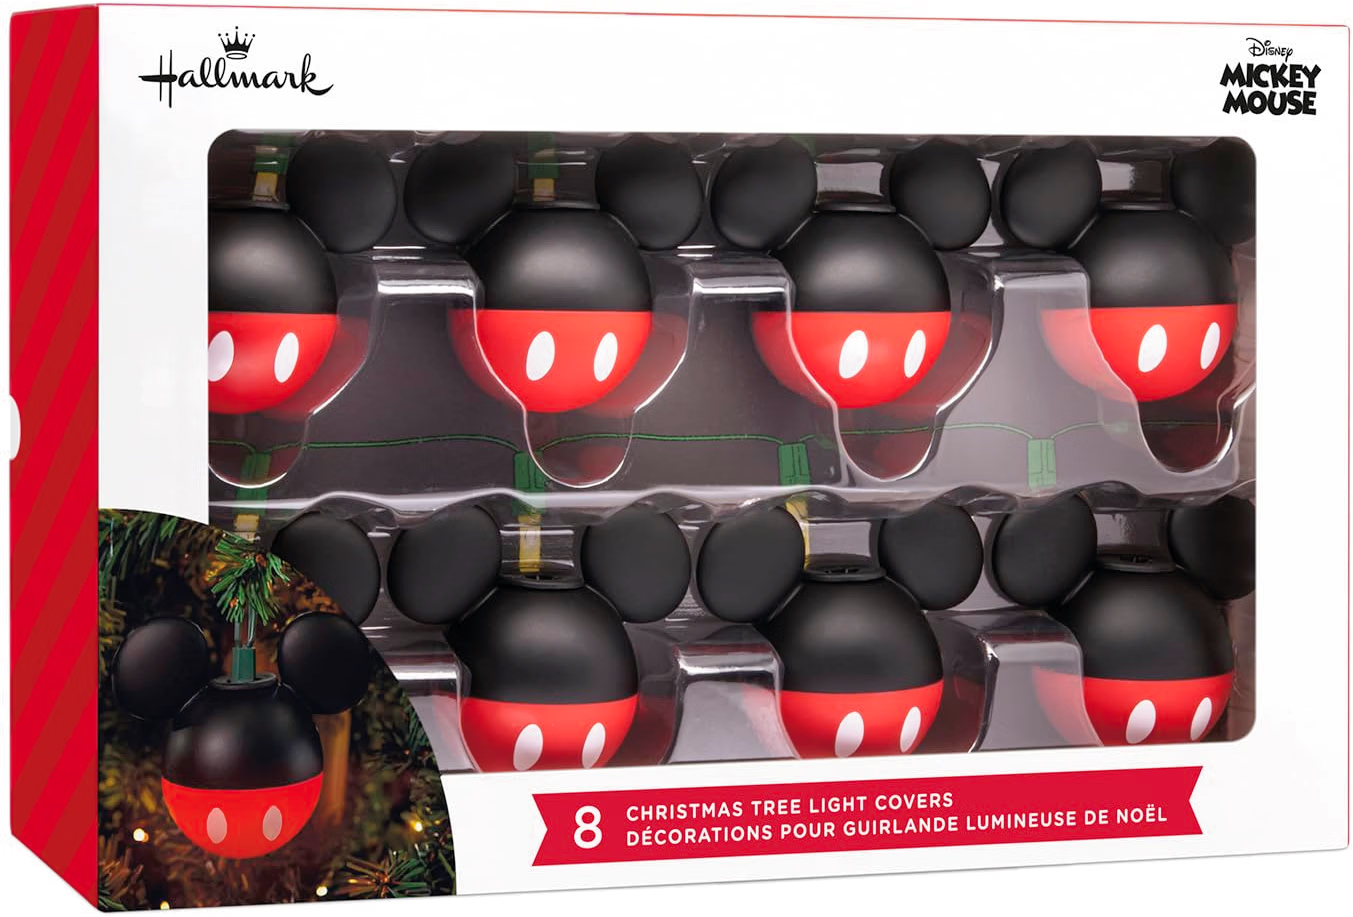 Hallmark
Disney
MICKEY
MOUSE
8 CHRISTMAS TREE LIGHT COVERS
DÉCORATIONS POUR GUIRLANDE LUMINEUSE DE NOËL